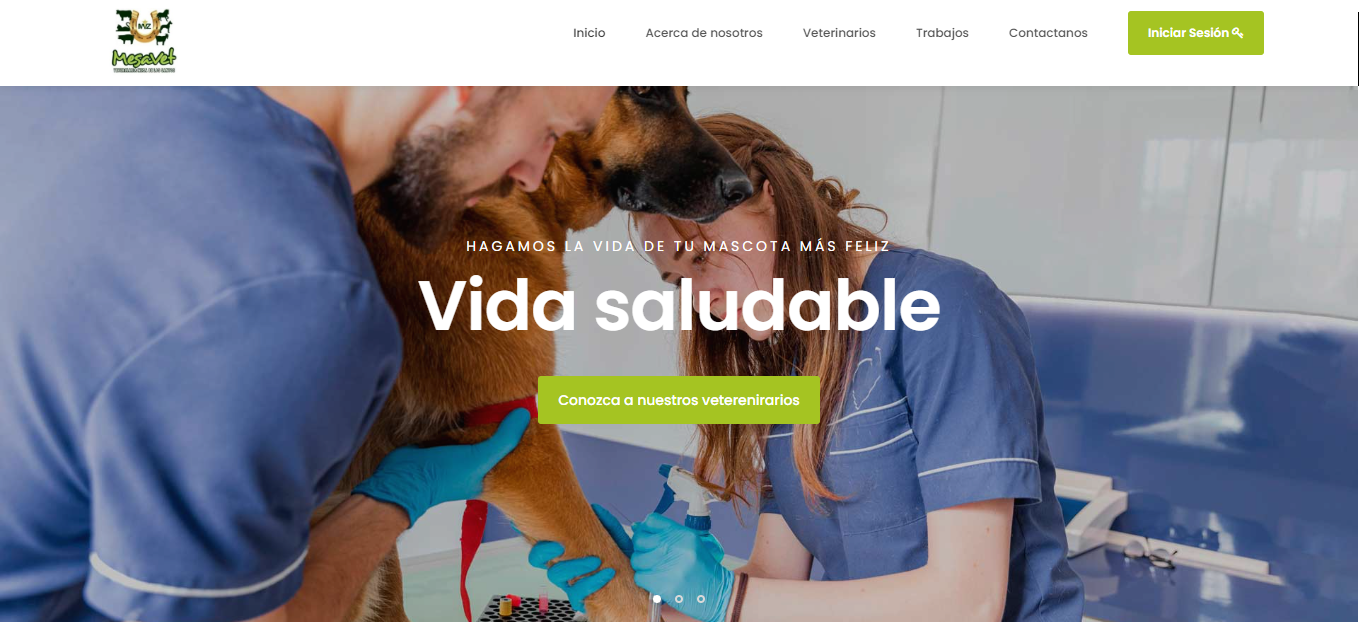 MZ
Mesavet
Inicio
Acerca de nosotros
Veterinarios
Trabajos
Contactanos
Iniciar Sesión
HAGAMOS LA VIDA DE TU MASCOTA MÁS FELIZ
Vida saludable
Conozca a nuestros veterenirarios